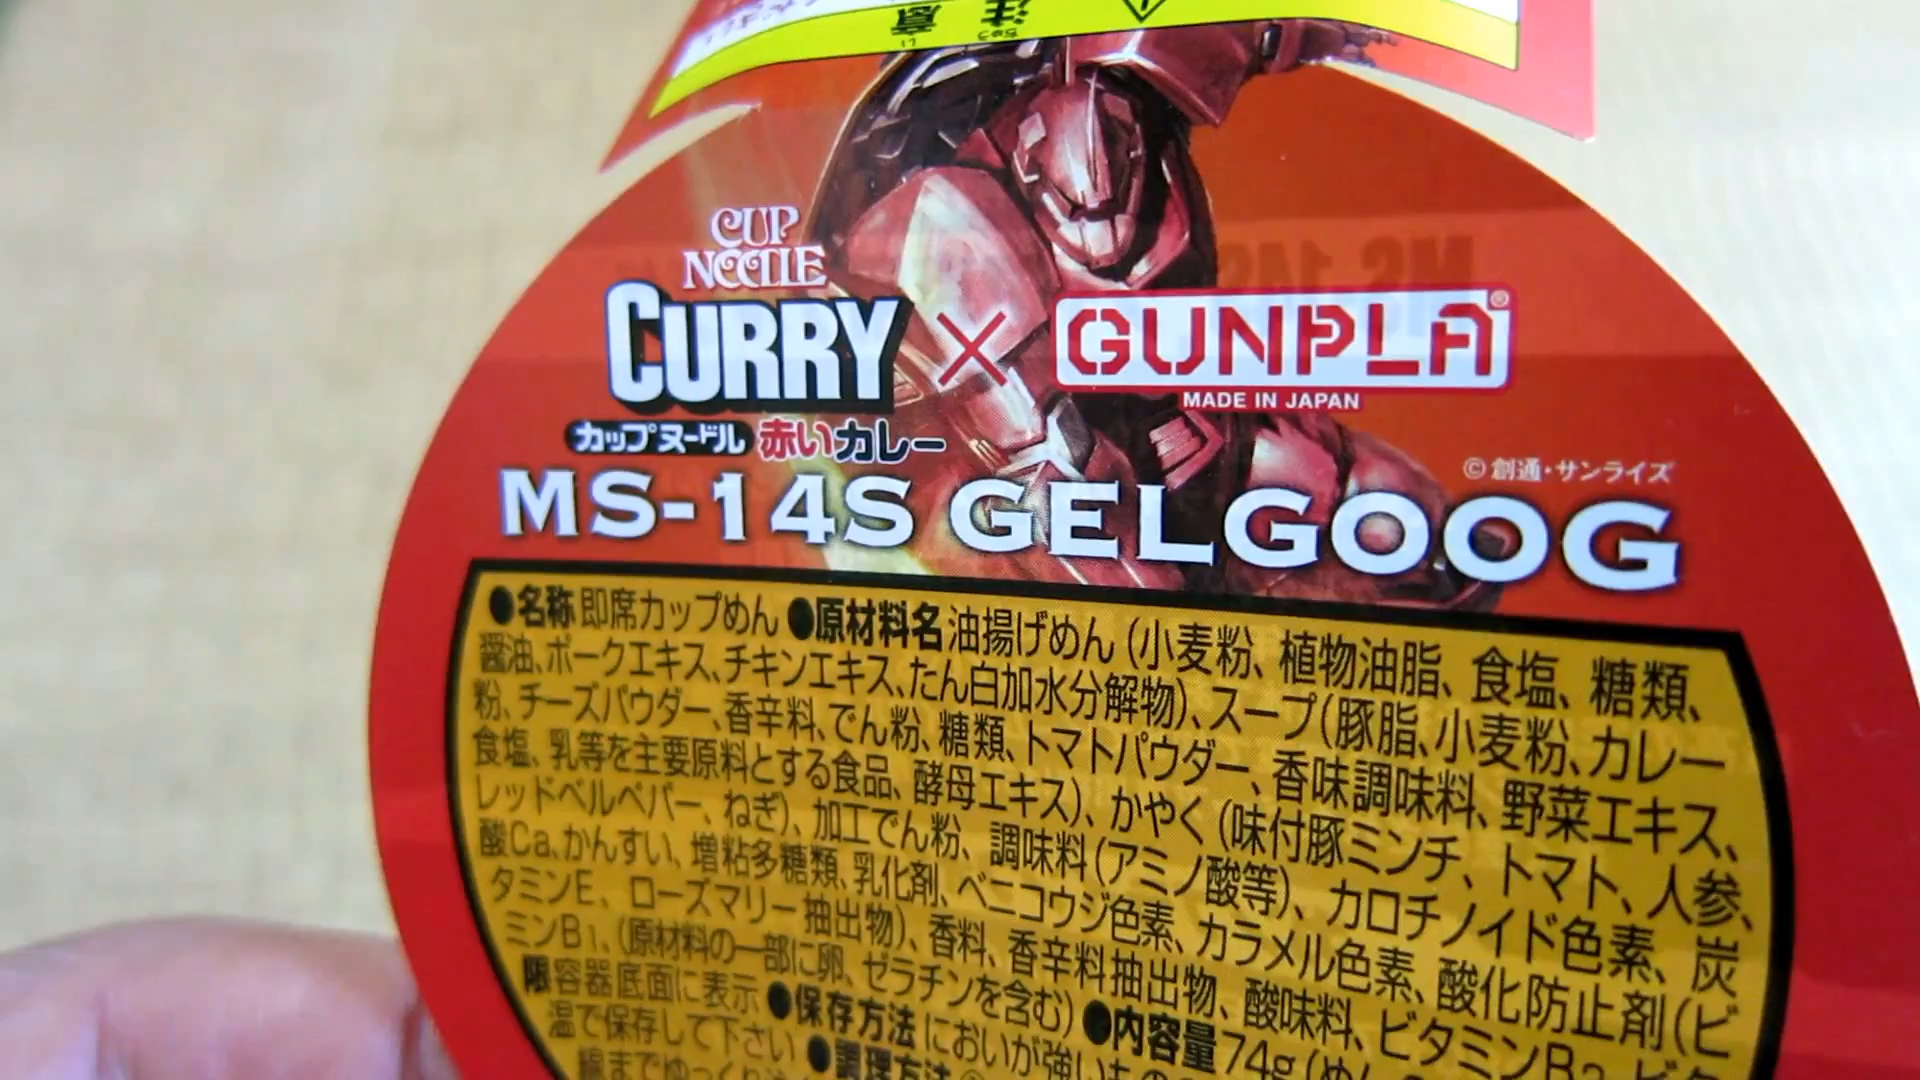 注意
ちゅう い
CUP
NOODLE
CURRY × GUNPLA®
MADE IN JAPAN
カップヌードル 赤いカレー
©創通・サンライズ
MS-14S GELGOOG
●名称 即席カップめん ●原材料名 油揚げめん(小麦粉、植物油脂、食塩、糖類、
醤油、ポークエキス、チキンエキス、たん白加水分解物)、スープ(豚脂、小麦粉、カレー
粉、チーズパウダー、香辛料、でん粉、糖類、トマトパウダー、香味調味料、野菜エキス、
食塩、乳等を主要原料とする食品、酵母エキス)、かやく(味付豚ミンチ、トマト、人参、
レッドベルペパー、ねぎ)、加工でん粉、調味料(アミノ酸等)、カロチノイド色素、炭
酸Ca、かんすい、増粘多糖類、乳化剤、ベニコウジ色素、カラメル色素、酸化防止剤(ビ
タミンE、ローズマリー抽出物)、香料、香辛料抽出物、酸味料、ビタミンB2、ビタ
ミンB1、(原材料の一部に卵、ゼラチンを含む) ●内容量 74g(め
限容器底面に表示 ●保存方法 においが強いもの
温で保存して下さい ●調理方法
線までゆっくり